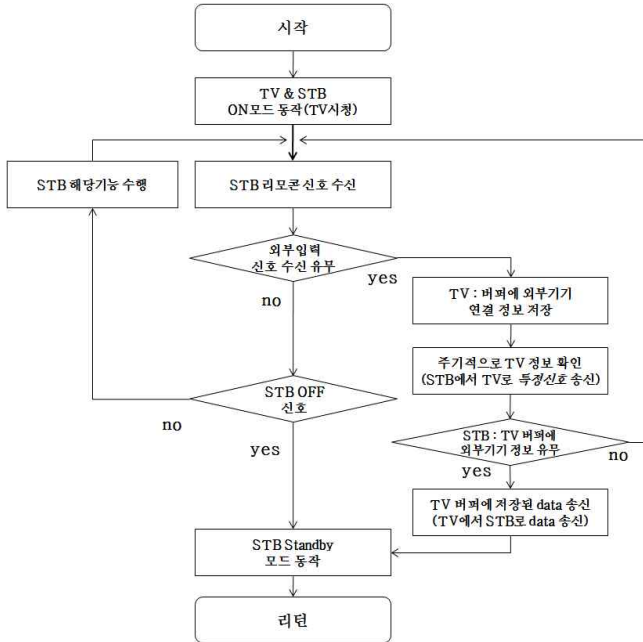 시작
TV & STB
ON모드 동작(TV시청)
STB 해당기능 수행
STB 리모콘 신호 수신
외부입력
신호 수신 유무
yes
no
TV : 버퍼에 외부기기
연결 정보 저장
주기적으로 TV 정보 확인
(STB에서 TV로 특정신호 송신)
STB OFF
신호
no
yes
STB : TV 버퍼에
외부기기 정보 유무
no
yes
TV 버퍼에 저장된 data 송신
(TV에서 STB로 data 송신)
STB Standby
모드 동작
리턴